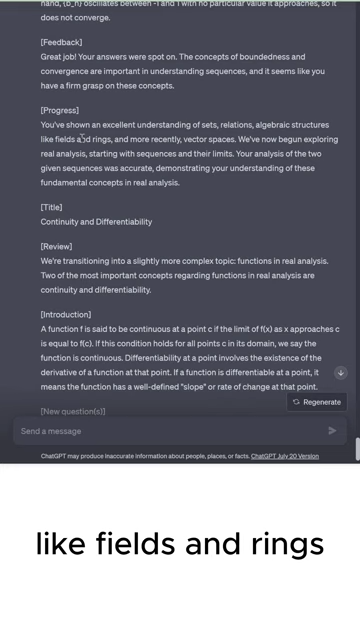 hand, {b_n} oscillates between -1 and 1 with no particular value it approaches, so it
does not converge.
[Feedback]
Great job! Your answers were spot on. The concepts of boundedness and
convergence are important in understanding sequences, and it seems like you
have a firm grasp on these concepts.
[Progress]
You've shown an excellent understanding of sets, relations, algebraic structures
like fields and rings, and more recently, vector spaces. We've now begun exploring
real analysis, starting with sequences and their limits. Your analysis of the two
given sequences was accurate, demonstrating your understanding of these
fundamental concepts in real analysis.
[Title]
Continuity and Differentiability
[Review]
We're transitioning into a slightly more complex topic: functions in real analysis.
Two of the most important concepts regarding functions in real analysis are
continuity and differentiability.
[Introduction]
A function f is said to be continuous at a point c if the limit of f(x) as x approaches c
is equal to f(c). If this condition holds for all points c in its domain, we say the
function is continuous. Differentiability at a point involves the existence of the
derivative of a function at that point. If a function is differentiable at a point, it
means the function has a well-defined "slope" or rate of change at that point.
[New question(s)]
Regenerate
Send a message
ChatGPT may produce inaccurate information about people, places, or facts. ChatGPT July 20 Version
like fields and rings